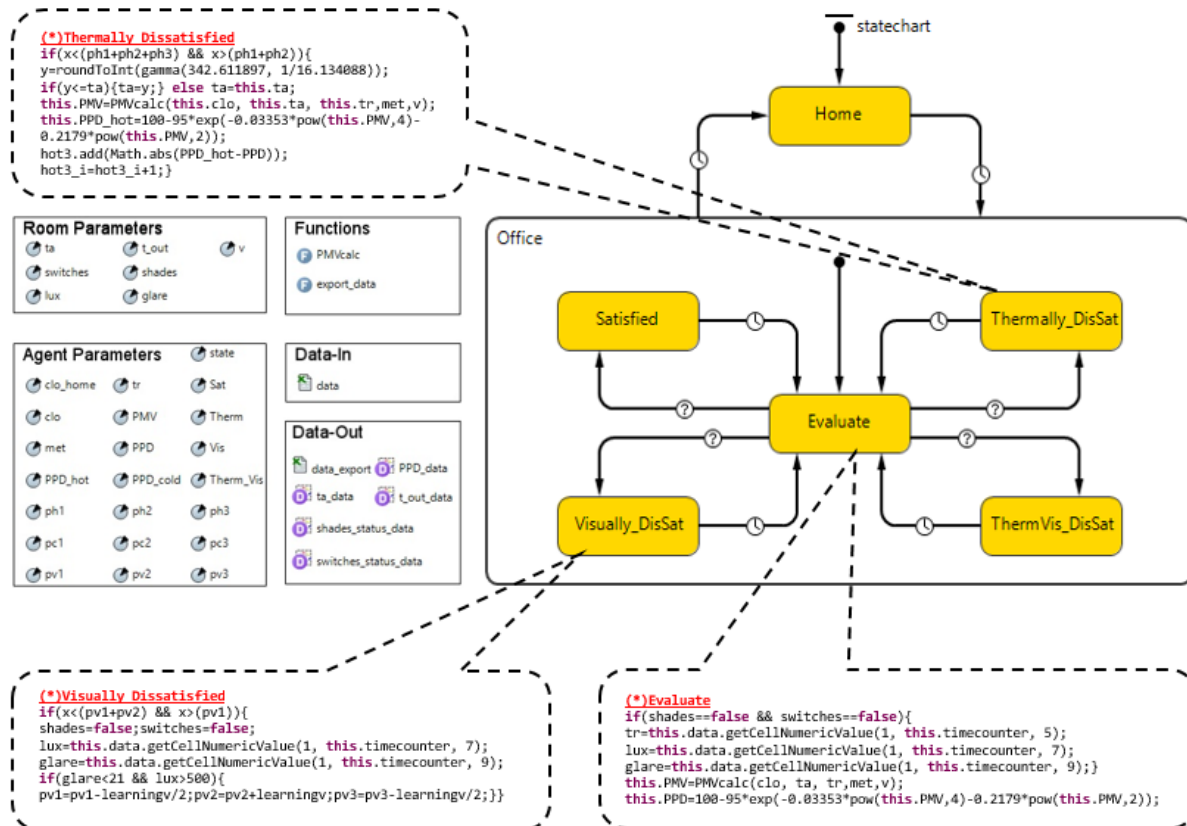 (*)Thermally Dissatisfied
if(x<(ph1+ph2+ph3) && x>(ph1+ph2)){
y=roundToInt(gamma(342.611897, 1/16.134088));
if(y<=ta){ta=y;} else ta=this.ta;
this.PMV=PMVcalc(this.clo, this.ta, this.tr,met,v);
this.PPD_hot=100-95*exp(-0.03353*pow(this.PMV,4)-
0.2179*pow(this.PMV,2));
hot3.add(Math.abs(PPD_hot-PPD));
hot3_i=hot3_i+1;}
statechart
Home
Room Parameters
ta t_out v
switches shades
lux glare
Functions
PMVcalc
export_data
Office
Satisfied
Thermally_DisSat
Evaluate
Visually_DisSat
ThermVis_DisSat
Agent Parameters state
clo_home tr Sat
clo PMV Therm
met PPD Vis
PPD_hot PPD_cold Therm_Vis
ph1 ph2 ph3
pc1 pc2 pc3
pv1 pv2 pv3
Data-In
data
Data-Out
data_export PPD_data
ta_data t_out_data
shades_status_data
switches_status_data
(*)Visually Dissatisfied
if(x<(pv1+pv2) && x>(pv1)){
shades=false;switches=false;
lux=this.data.getCellNumericValue(1, this.timecounter, 7);
glare=this.data.getCellNumericValue(1, this.timecounter, 9);
if(glare<21 && lux>500){
pv1=pv1-learningv/2;pv2=pv2+learningv;pv3=pv3-learningv/2;}}
(*)Evaluate
if(shades==false && switches==false){
tr=this.data.getCellNumericValue(1, this.timecounter, 5);
lux=this.data.getCellNumericValue(1, this.timecounter, 7);
glare=this.data.getCellNumericValue(1, this.timecounter, 9);}
this.PMV=PMVcalc(clo, ta, tr,met,v);
this.PPD=100-95*exp(-0.03353*pow(this.PMV,4)-0.2179*pow(this.PMV,2));